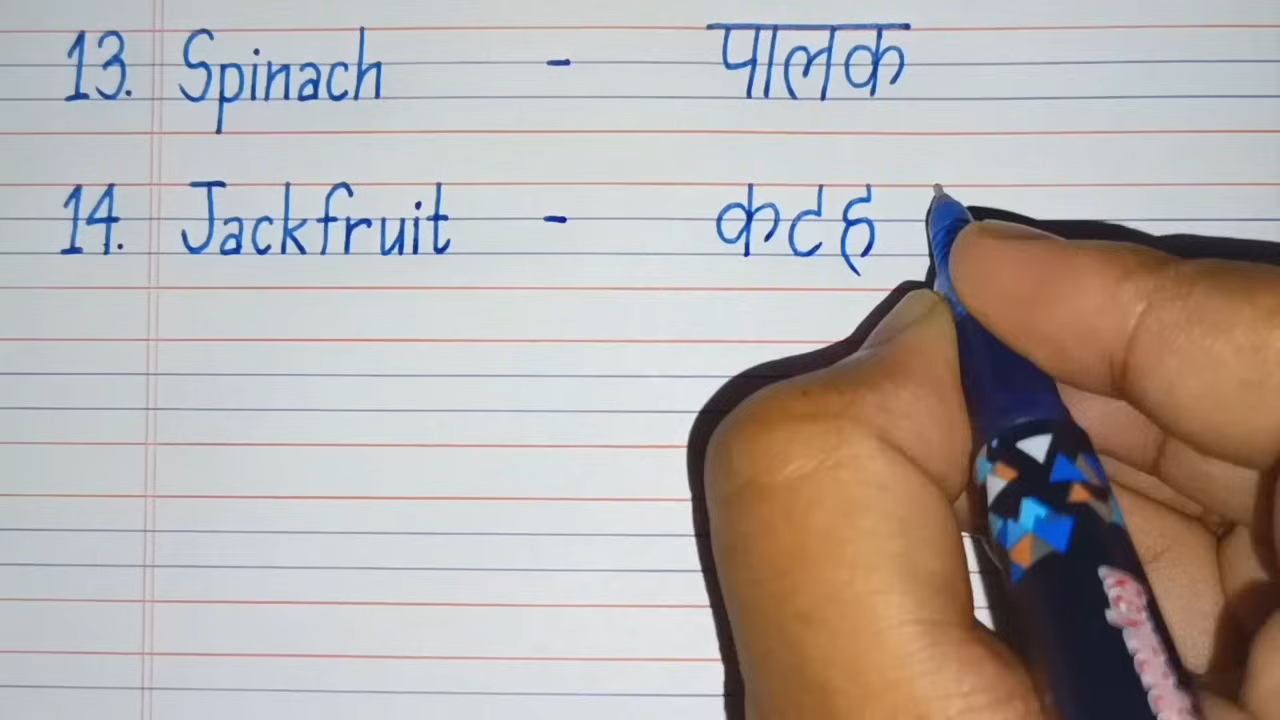 13. Spinach - पालक
14. Jackfruit - कटह